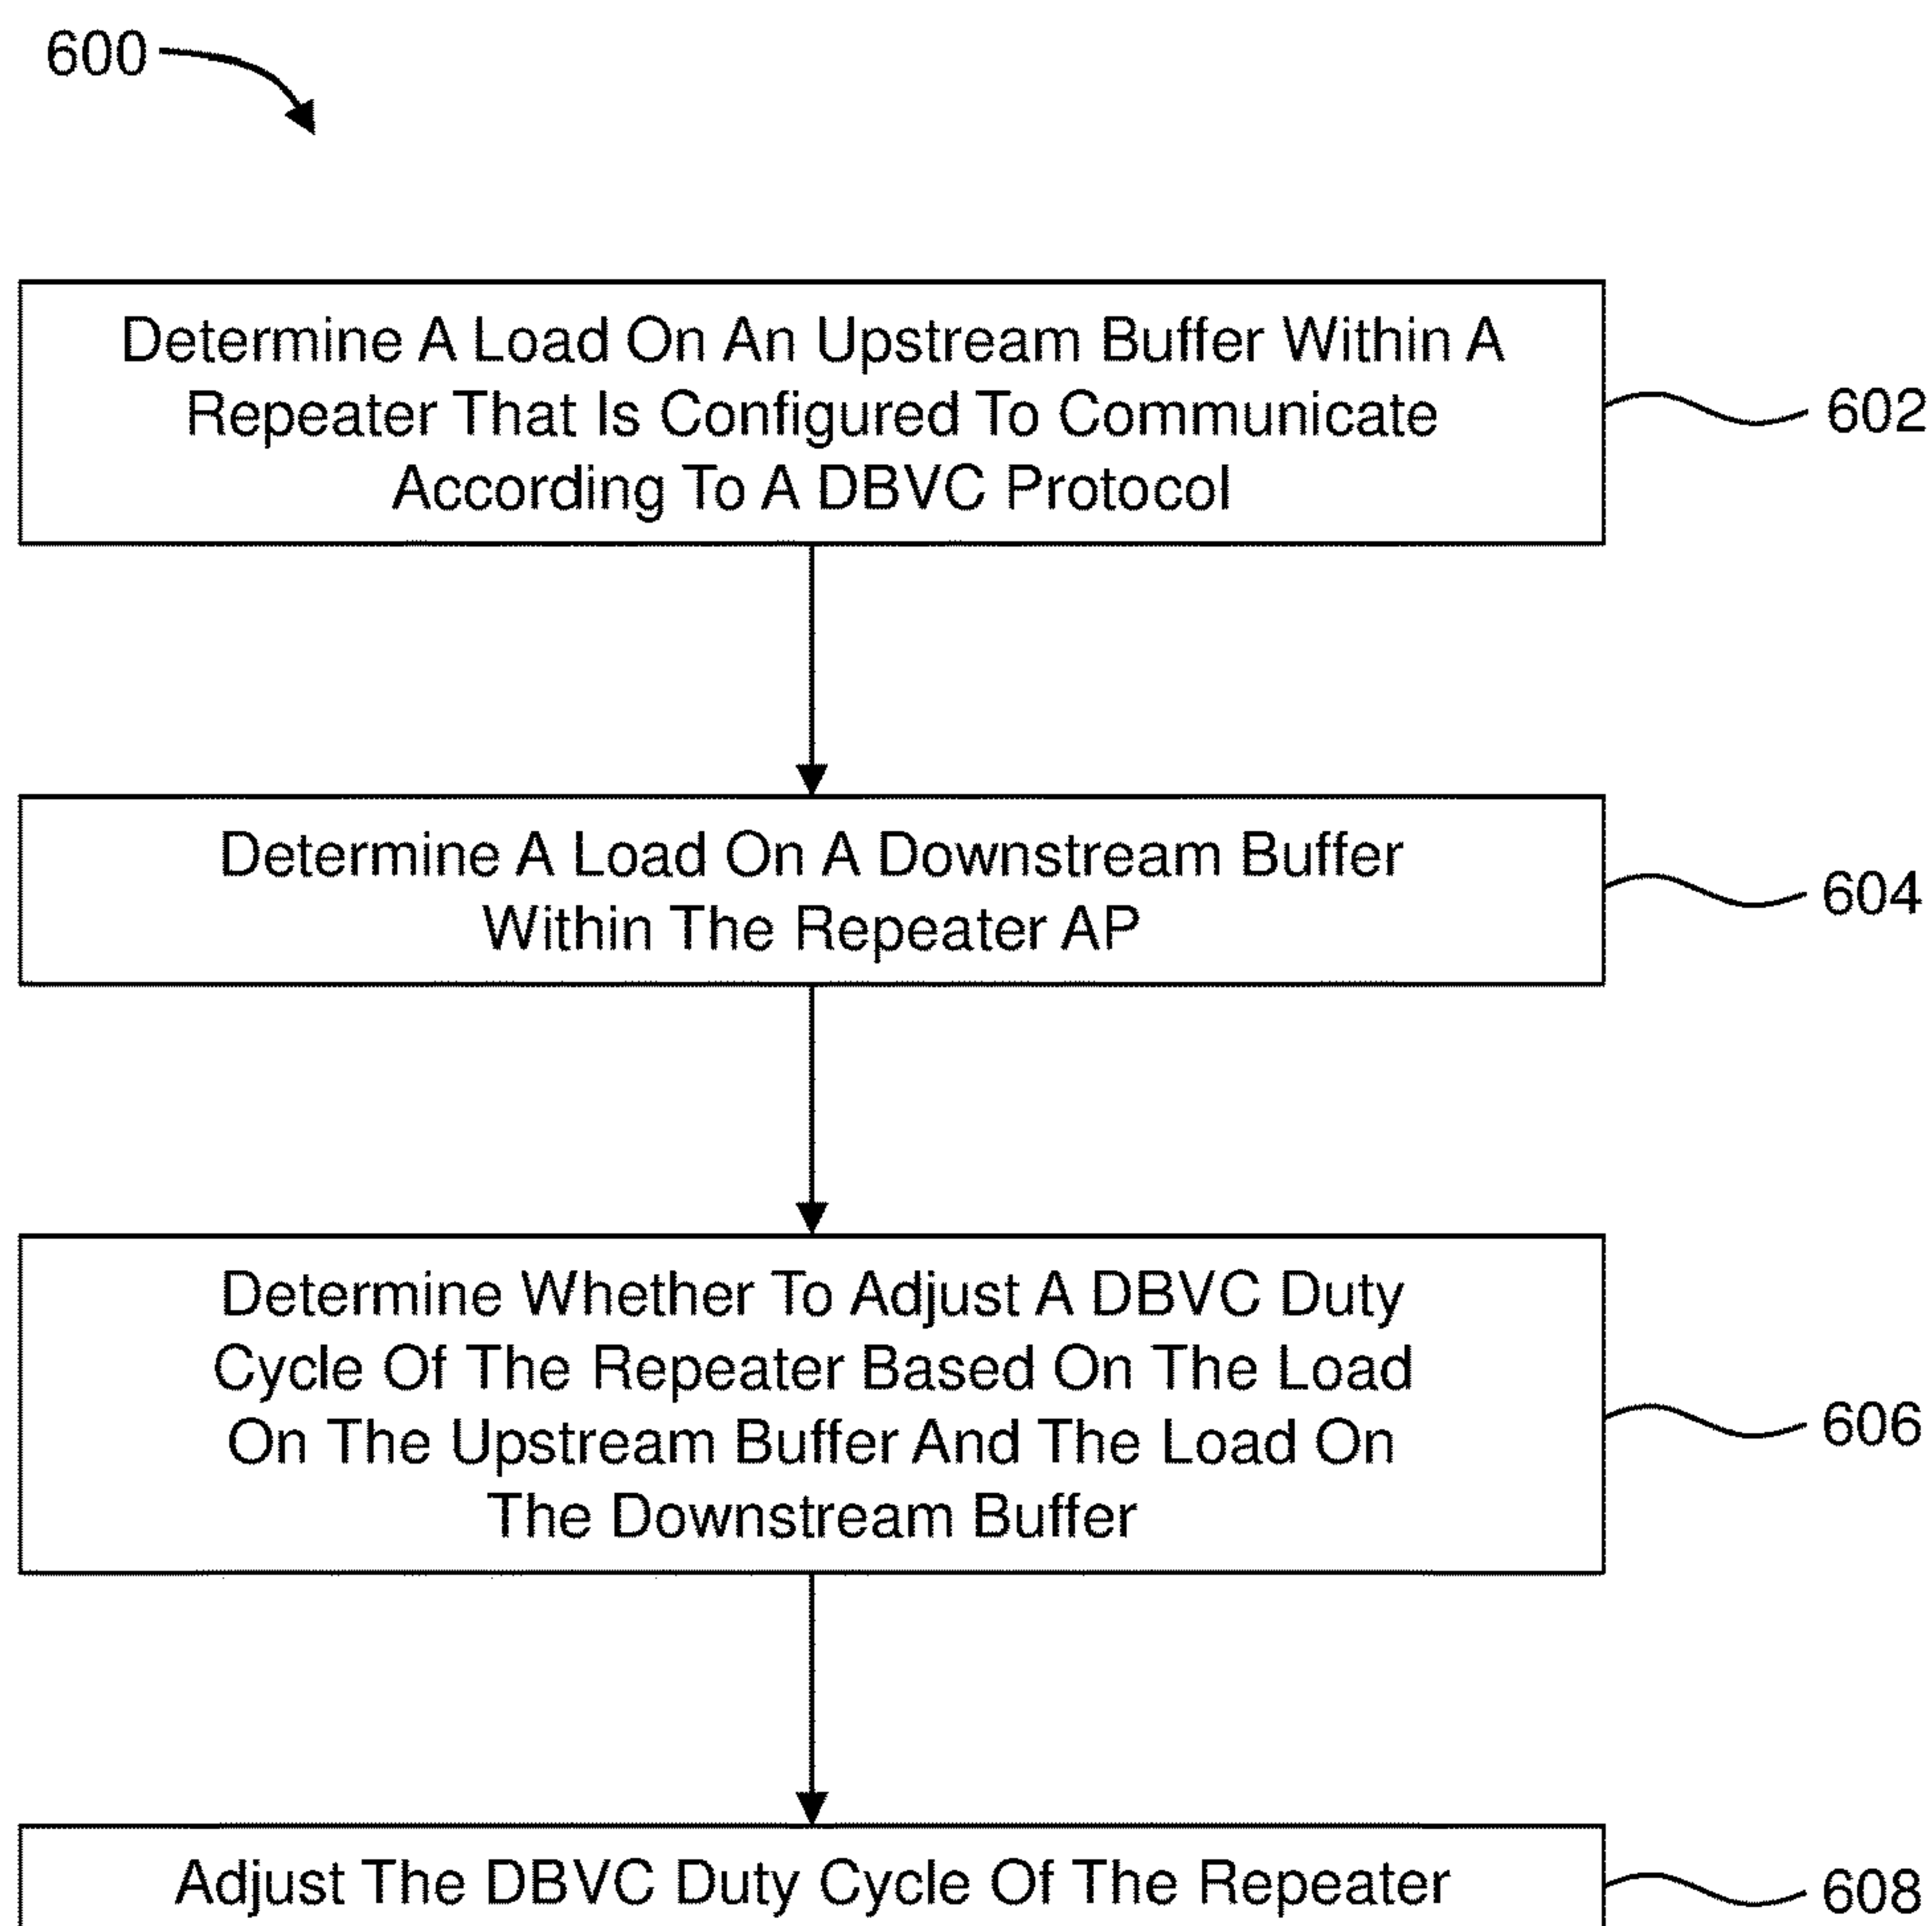 600
Determine A Load On An Upstream Buffer Within A
Repeater That Is Configured To Communicate
According To A DBVC Protocol
602
Determine A Load On A Downstream Buffer
Within The Repeater AP
604
Determine Whether To Adjust A DBVC Duty
Cycle Of The Repeater Based On The Load
On The Upstream Buffer And The Load On
The Downstream Buffer
606
Adjust The DBVC Duty Cycle Of The Repeater
608